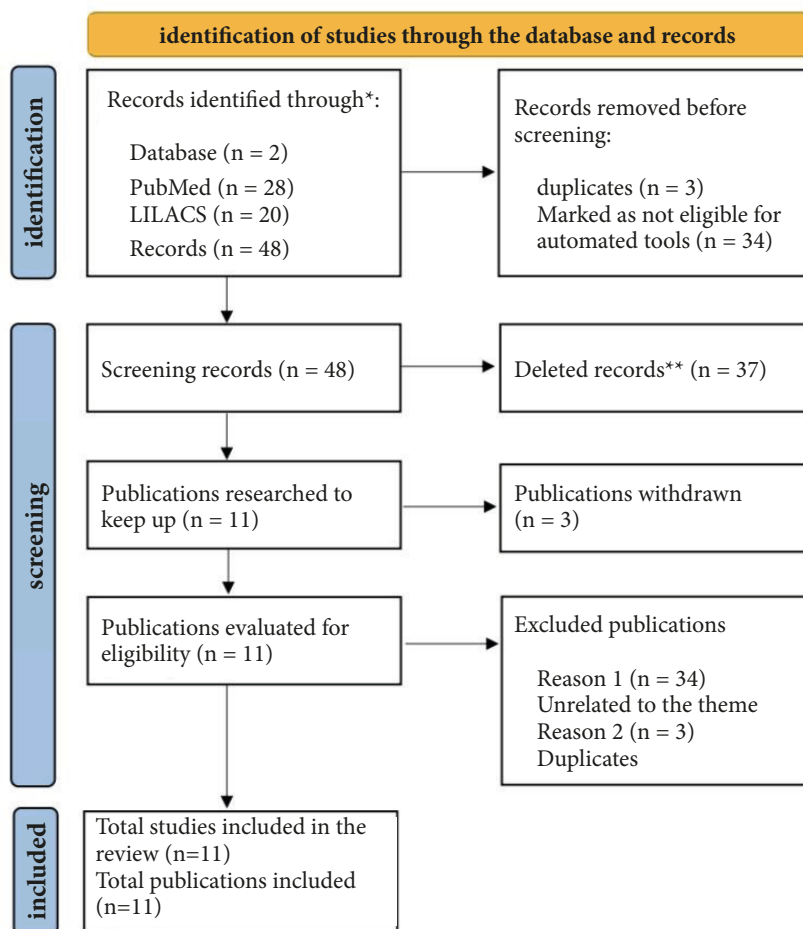 identification of studies through the database and records
identification
Records identified through*:
Database (n = 2)
PubMed (n = 28)
LILACS (n = 20)
Records (n = 48)
Records removed before
screening:
duplicates (n = 3)
Marked as not eligible for
automated tools (n = 34)
screening
Screening records (n = 48)
Deleted records** (n = 37)
Publications researched to
keep up (n = 11)
Publications withdrawn
(n = 3)
Publications evaluated for
eligibility (n = 11)
Excluded publications
Reason 1 (n = 34)
Unrelated to the theme
Reason 2 (n = 3)
Duplicates
included
Total studies included in the
review (n=11)
Total publications included
(n=11)